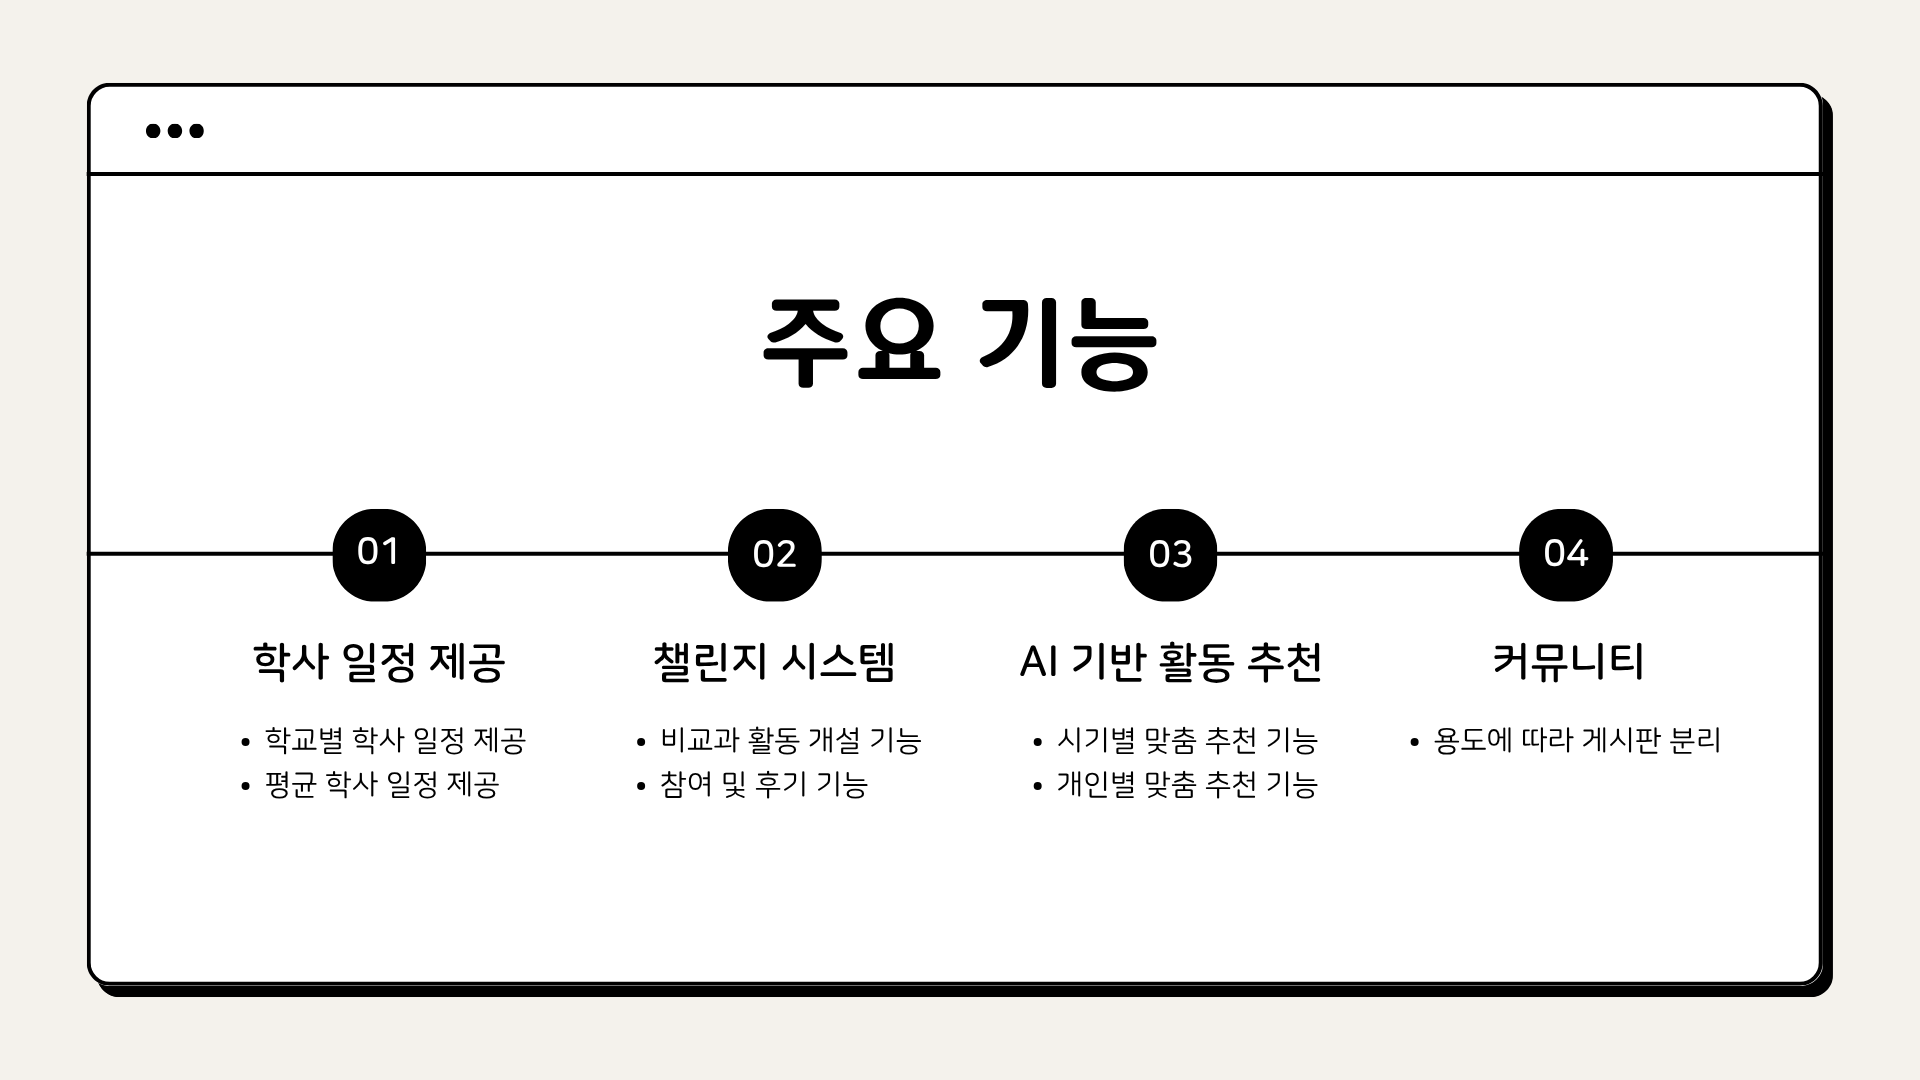 주요 기능
01
학사 일정 제공
• 학교별 학사 일정 제공
• 평균 학사 일정 제공
02
챌린지 시스템
• 비교과 활동 개설 기능
• 참여 및 후기 기능
03
AI 기반 활동 추천
• 시기별 맞춤 추천 기능
• 개인별 맞춤 추천 기능
04
커뮤니티
• 용도에 따라 게시판 분리